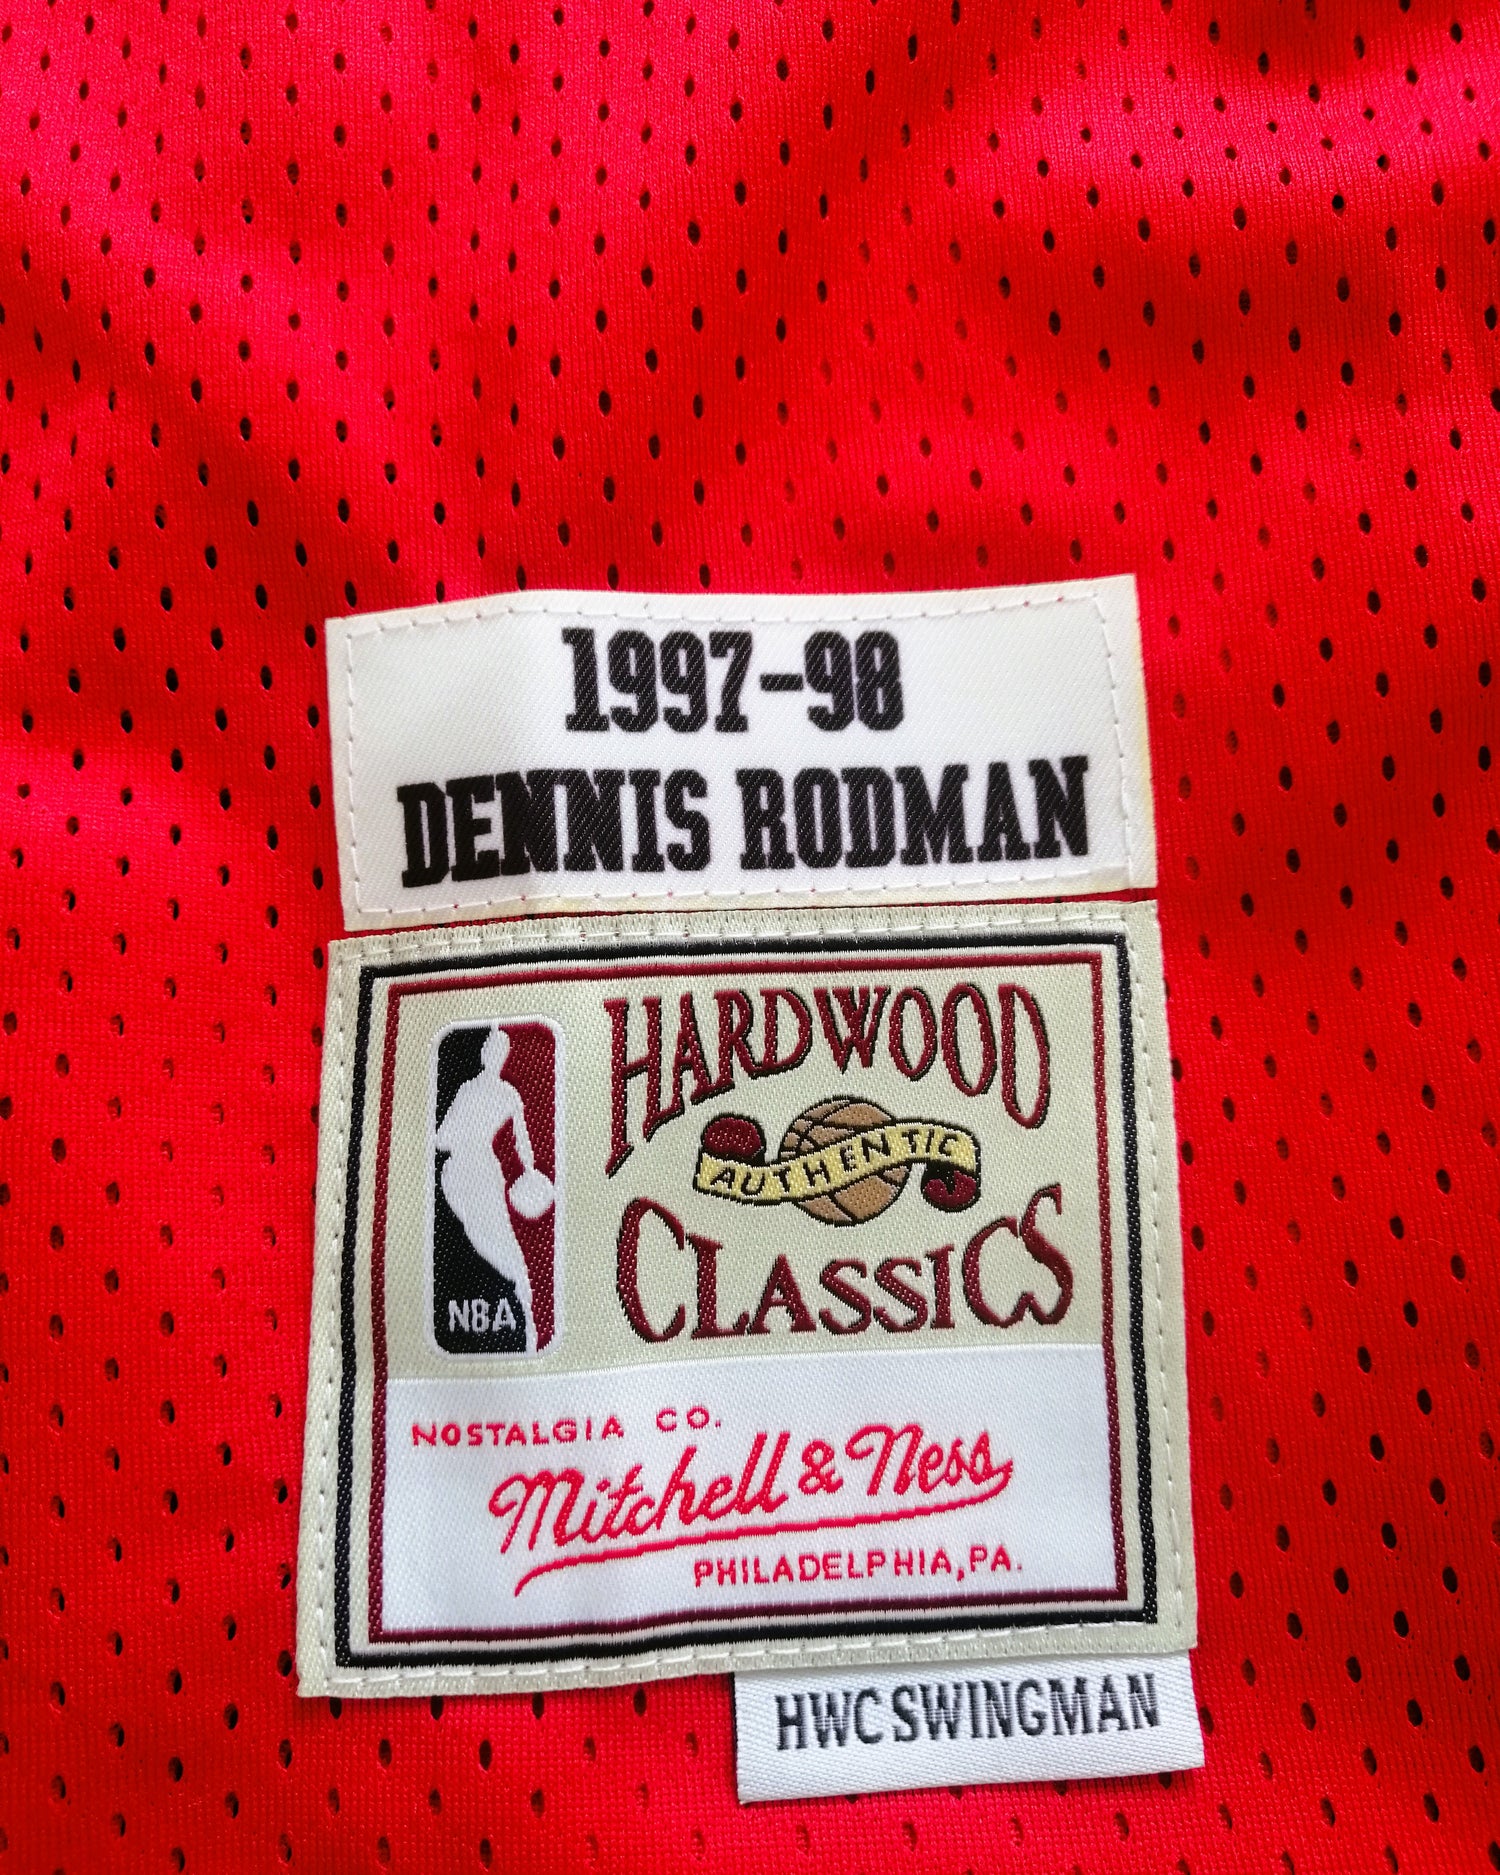 1997-98
DENNIS RODMAN
HARDWOOD
AUTHENTIC
CLASSICS
NBA
NOSTALGIA CO.
Mitchell & Ness
PHILADELPHIA, PA.
HWC SWINGMAN